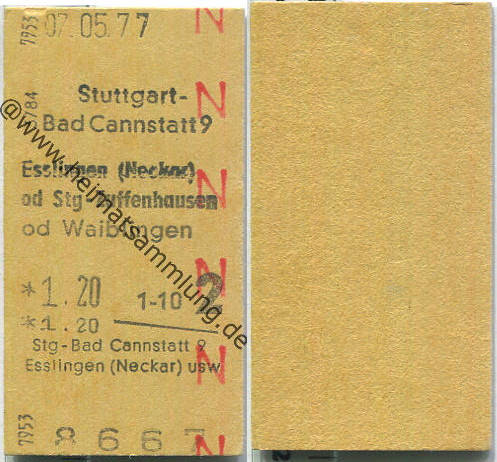 7953
07.05.77
N
Stuttgart-
N
Bad Cannstatt 9
Esslingen (Neckar)
N
od Stg-Zuffenhausen
od Waiblingen
N
*1.20 1-10 2
*1.20
Stg-Bad Cannstatt 9
N
Esslingen (Neckar) usw
7953
8667
N
@www.heimatsammlung.de